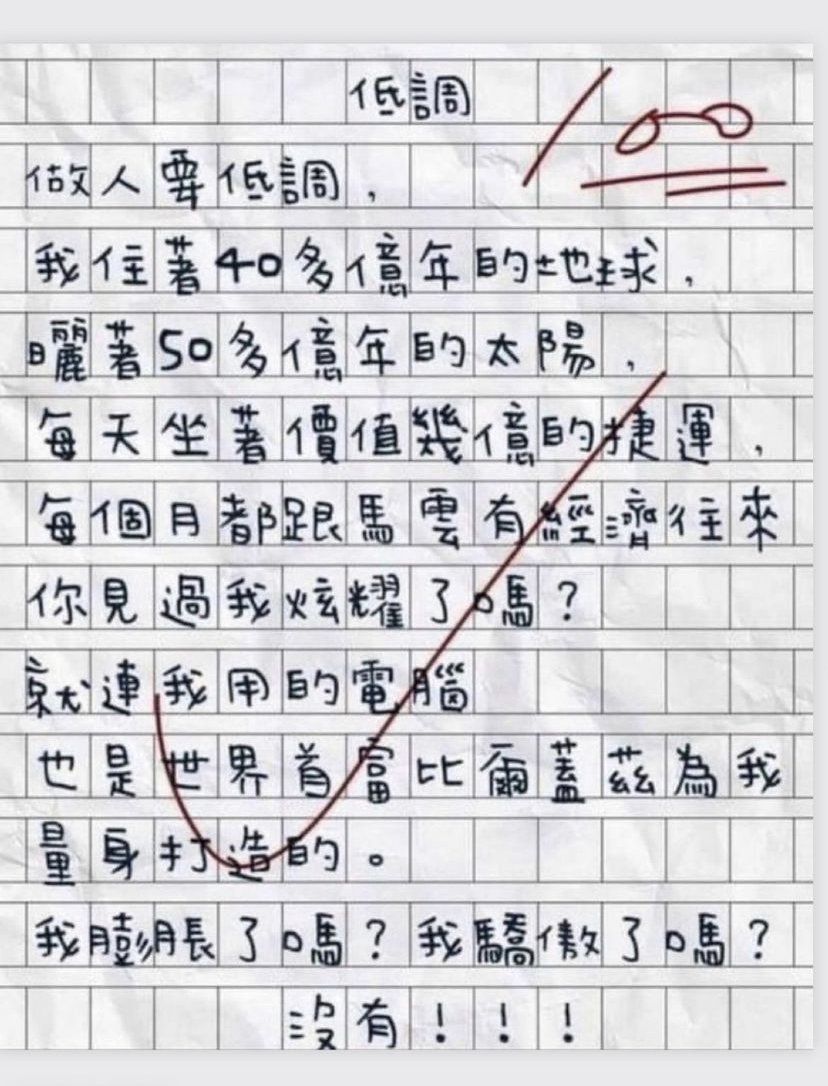 低調
100
做人要低調，
我住著40多億年的地球，
曬著50多億年的太陽，
每天坐著價值幾億的捷運，
每個月都跟馬雲有經濟往來
你見過我炫耀了嗎？
就連我用的電腦
也是世界首富比爾蓋茲為我
量身打造的。
我膨脹了嗎？我驕傲了嗎？
沒有！！！